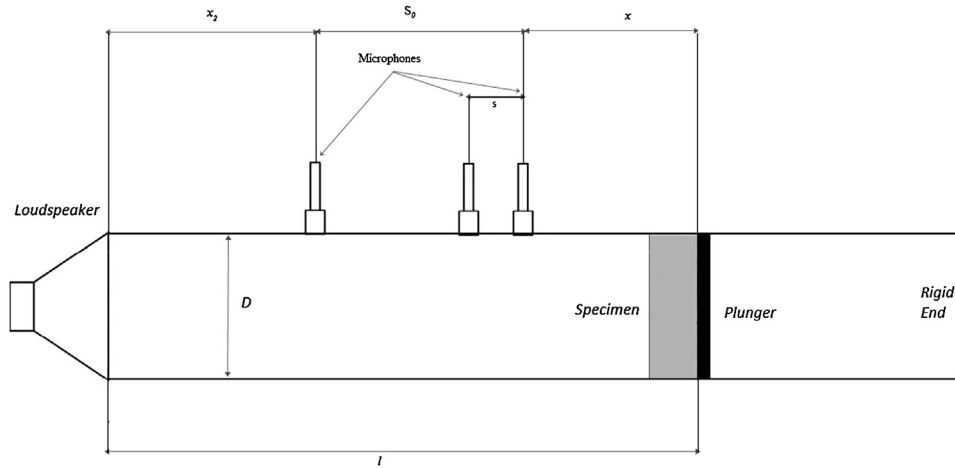 x2
S0
x
Microphones
s
Loudspeaker
D
Specimen
Plunger
Rigid
End
l